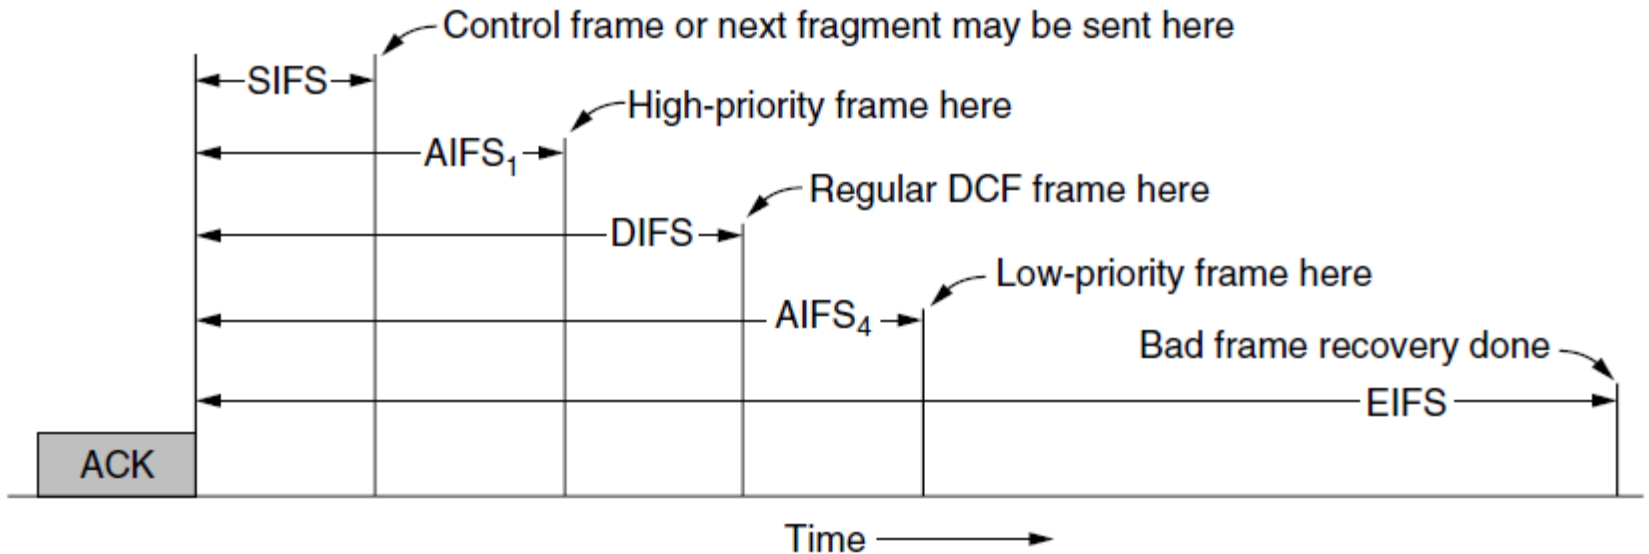 Control frame or next fragment may be sent here
SIFS
High-priority frame here
AIFS₁
Regular DCF frame here
DIFS
Low-priority frame here
AIFS₄
Bad frame recovery done
EIFS
ACK
Time